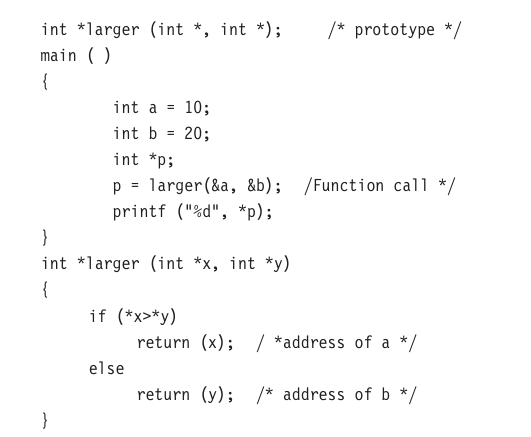 int *larger (int *, int *);     /* prototype */
main ( )
{
        int a = 10;
        int b = 20;
        int *p;
        p = larger(&a, &b);  /Function call */
        printf ("%d", *p);
}
int *larger (int *x, int *y)
{
      if (*x>*y)
            return (x);  / *address of a */
      else
            return (y);  /* address of b */
}